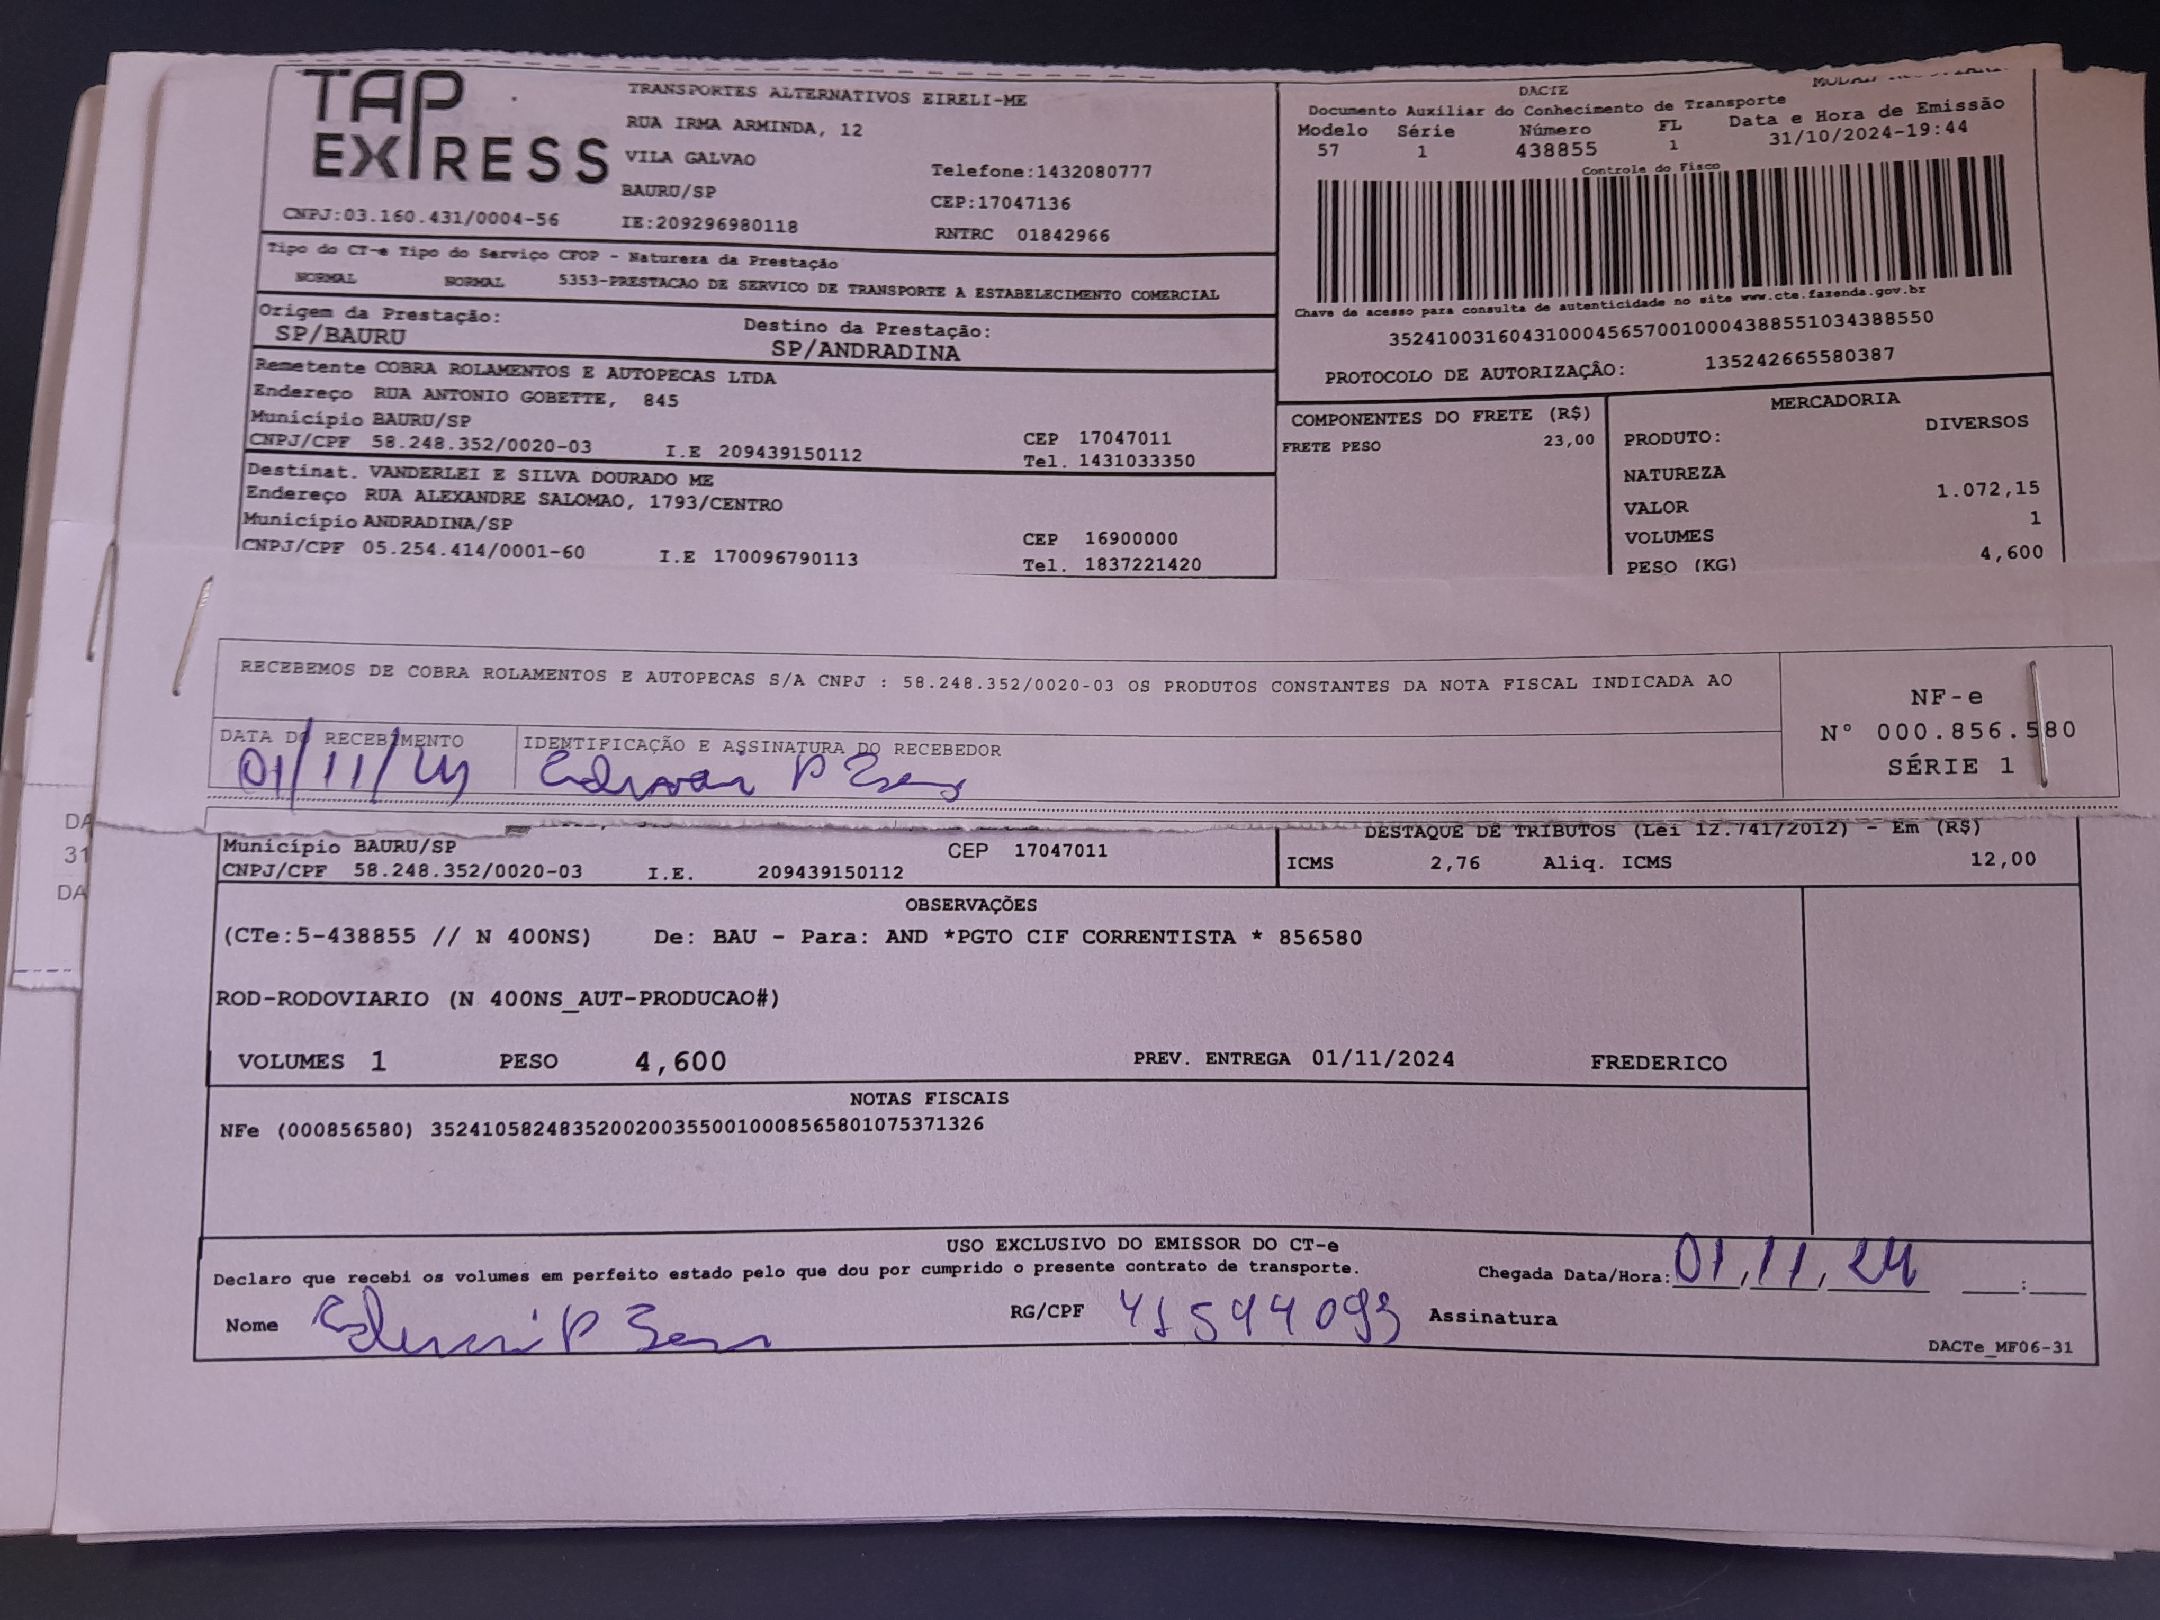 TAP
EXPRESS
CNPJ:03.160.431/0004-56
TRANSPORTES ALTERNATIVOS EIRELI-ME
RUA IRMA ARMINDA, 12
VILA GALVAO
BAURU/SP
IE:209296980118
Telefone:1432080777
CEP:17047136
RNTRC 01842966
DACTE
Documento Auxiliar do Conhecimento de Transporte
Modelo Série Número FL Data e Hora de Emissão
57 1 438855 1 31/10/2024-19:44
Controle do Fisco
Chave de acesso para consulta de autenticidade no site www.cte.fazenda.gov.br
35241003160431000456570010004388551034388550
PROTOCOLO DE AUTORIZAÇÂO: 135242665580387
Tipo do CT-e Tipo do Serviço CFOP - Natureza da Prestação
NORMAL NORMAL 5353-PRESTACAO DE SERVICO DE TRANSPORTE A ESTABELECIMENTO COMERCIAL
Origem da Prestação: Destino da Prestação:
SP/BAURU SP/ANDRADINA
Remetente COBRA ROLAMENTOS E AUTOPECAS LTDA
Endereço RUA ANTONIO GOBETTE, 845
Município BAURU/SP CEP 17047011
CNPJ/CPF 58.248.352/0020-03 I.E 209439150112 Tel. 1431033350
Destinat. VANDERLEI E SILVA DOURADO ME
Endereço RUA ALEXANDRE SALOMAO, 1793/CENTRO
Município ANDRADINA/SP CEP 16900000
CNPJ/CPF 05.254.414/0001-60 I.E 170096790113 Tel. 1837221420
COMPONENTES DO FRETE (R$)
FRETE PESO 23,00
MERCADORIA
PRODUTO: DIVERSOS
NATUREZA
VALOR 1.072,15
VOLUMES 1
PESO (KG) 4,600
RECEBEMOS DE COBRA ROLAMENTOS E AUTOPECAS S/A CNPJ : 58.248.352/0020-03 OS PRODUTOS CONSTANTES DA NOTA FISCAL INDICADA AO
DATA DO RECEBIMENTO IDENTIFICAÇÃO E ASSINATURA DO RECEBEDOR
01/11/24
NF-e
Nº 000.856.580
SÉRIE 1
DA
31
DA
Município BAURU/SP CEP 17047011
CNPJ/CPF 58.248.352/0020-03 I.E. 209439150112
DESTAQUE DE TRIBUTOS (Lei 12.741/2012) - Em (R$)
ICMS 2,76 Aliq. ICMS 12,00
OBSERVAÇÕES
(CTe:5-438855 // N 400NS) De: BAU - Para: AND *PGTO CIF CORRENTISTA * 856580
ROD-RODOVIARIO (N 400NS_AUT-PRODUCAO#)
VOLUMES 1 PESO 4,600 PREV. ENTREGA 01/11/2024 FREDERICO
NOTAS FISCAIS
NFe (000856580) 35241058248352002003550010008565801075371326
USO EXCLUSIVO DO EMISSOR DO CT-e
Declaro que recebi os volumes em perfeito estado pelo que dou por cumprido o presente contrato de transporte.
Chegada Data/Hora: 01,11,24 :
Nome RG/CPF 41544093 Assinatura
DACTe_MF06-31